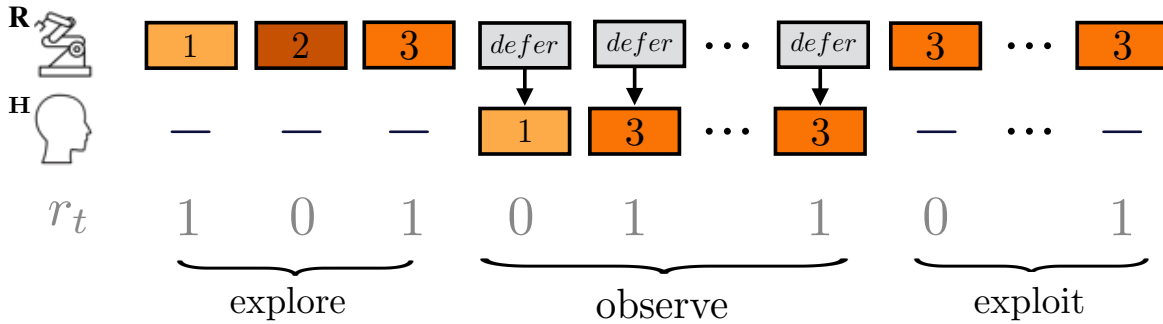 R 1 2 3 defer defer ··· defer 3 ··· 3
H — — — 1 3 ··· 3 — ··· —
r_t 1 0 1 0 1 1 0 1
explore observe exploit